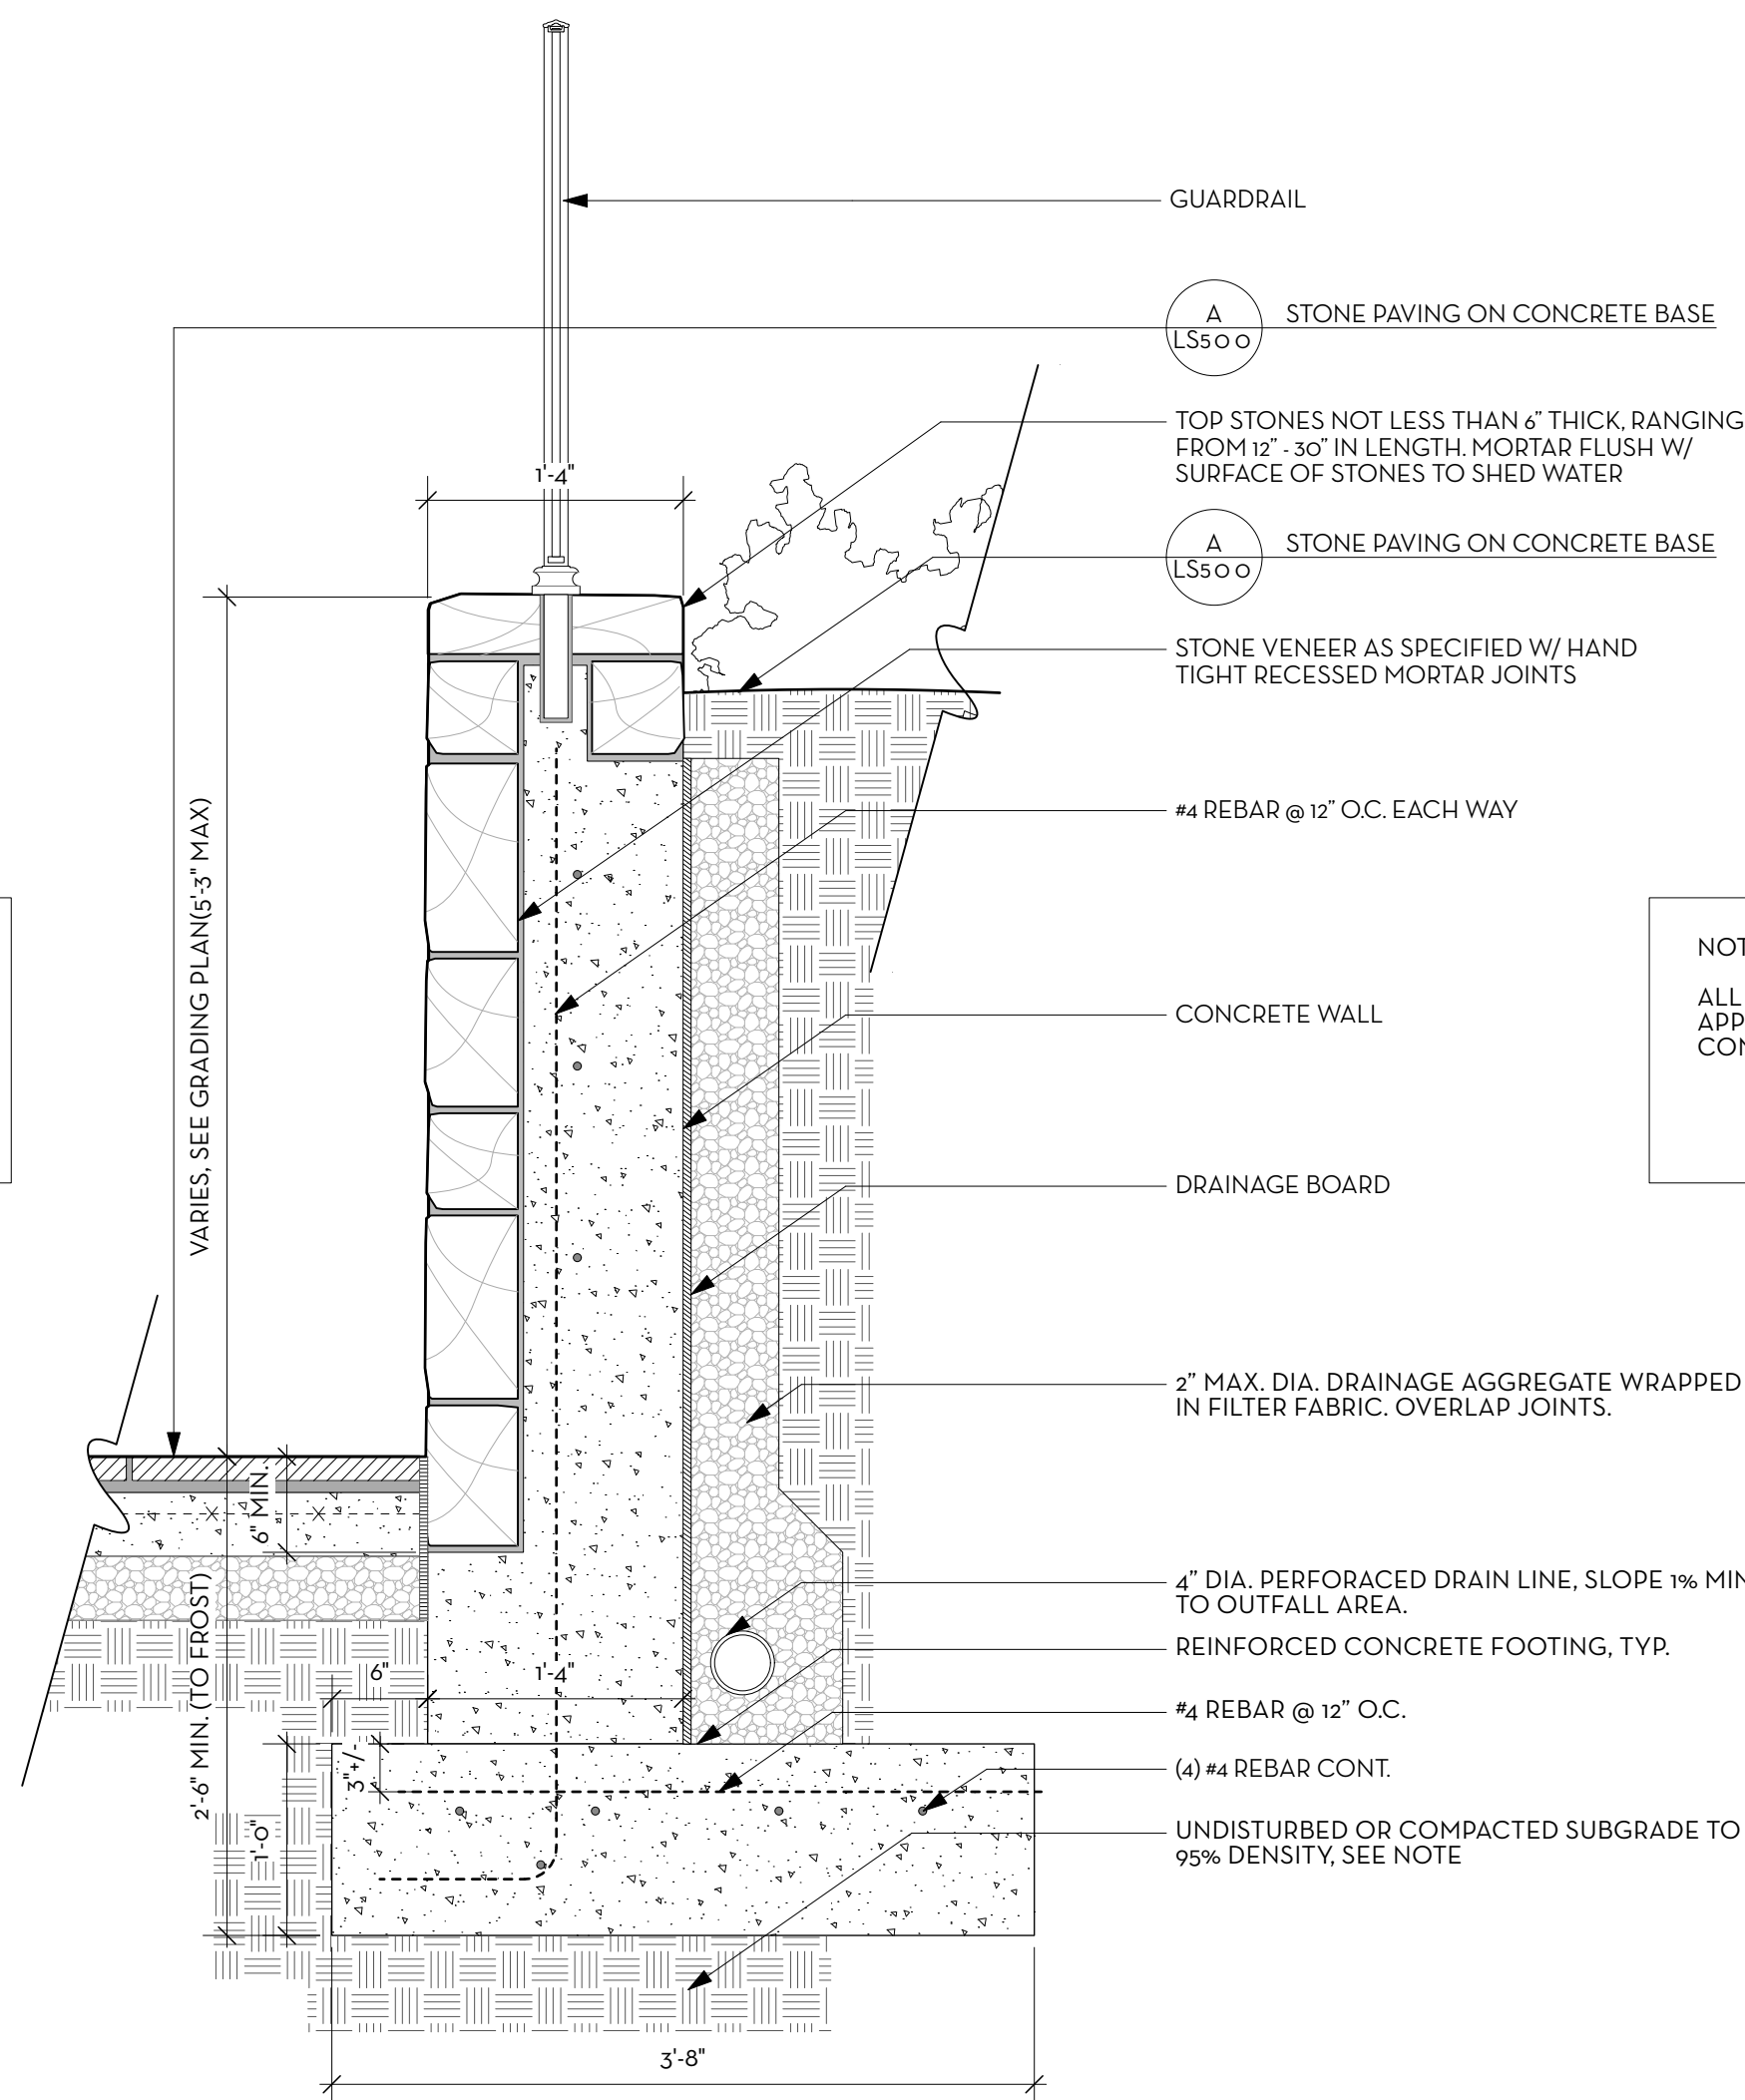 GUARDRAIL
A
LS500
STONE PAVING ON CONCRETE BASE
TOP STONES NOT LESS THAN 6" THICK, RANGING
FROM 12" - 30" IN LENGTH. MORTAR FLUSH W/
SURFACE OF STONES TO SHED WATER
1'-4"
A
LS500
STONE PAVING ON CONCRETE BASE
STONE VENEER AS SPECIFIED W/ HAND
TIGHT RECESSED MORTAR JOINTS
#4 REBAR @ 12" O.C. EACH WAY
VARIES, SEE GRADING PLAN(5'-3" MAX)
NOT
ALL
APP
CON
CONCRETE WALL
DRAINAGE BOARD
2" MAX. DIA. DRAINAGE AGGREGATE WRAPPED
IN FILTER FABRIC. OVERLAP JOINTS.
6" MIN.
2'-6" MIN. (TO FROST)
4" DIA. PERFORACED DRAIN LINE, SLOPE 1% MIN
TO OUTFALL AREA.
REINFORCED CONCRETE FOOTING, TYP.
6"
1'-4"
#4 REBAR @ 12" O.C.
3"+/-
(4) #4 REBAR CONT.
1'-0"
UNDISTURBED OR COMPACTED SUBGRADE TO
95% DENSITY, SEE NOTE
3'-8"